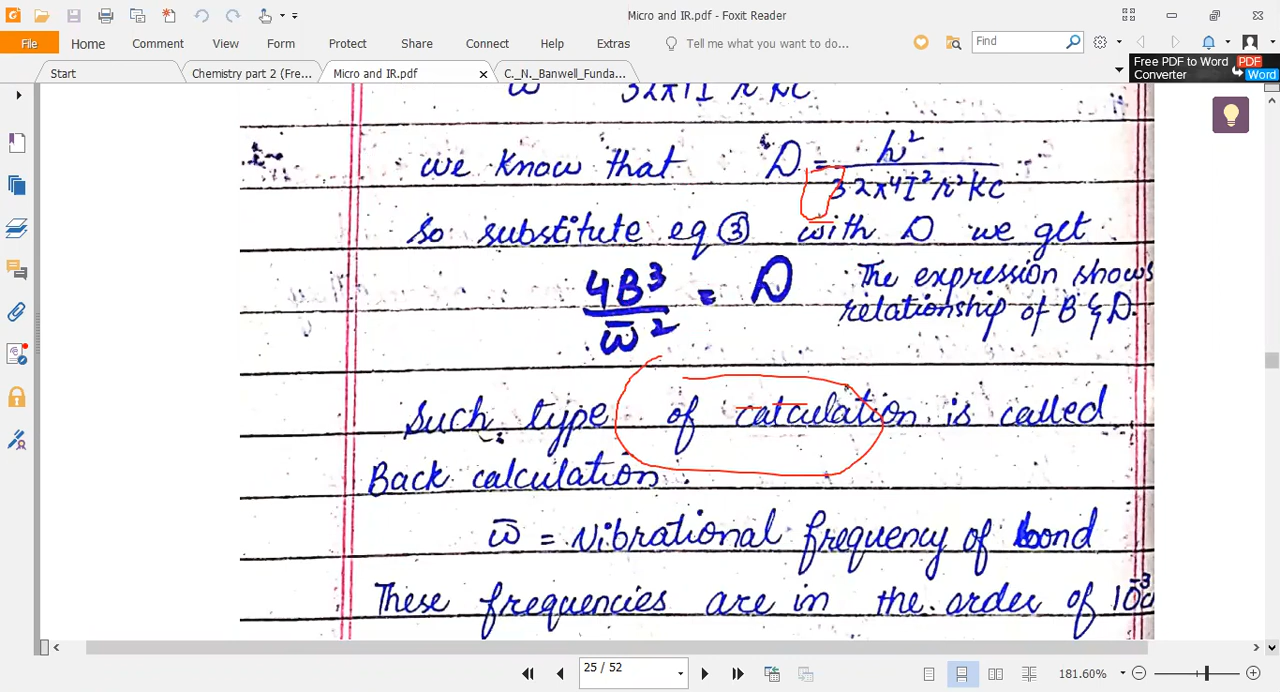 Micro and IR.pdf - Foxit Reader
File Home Comment View Form Protect Share Connect Help Extras Tell me what you want to do... Find
Free PDF to Word Converter PDF Word
Start Chemistry part 2 (Fre... Micro and IR.pdf C._N._Banwell_Funda...
we know that D = h²/32π⁴I²r²KC
So substitute eq ③ with D we get
4B³/ω̅² = D
The expression shows
relationship of B & D.
Such type of calculation is called
Back calculation.
ω̅ = Vibrational frequency of bond
These frequencies are in the order of
25 / 52 181.60%